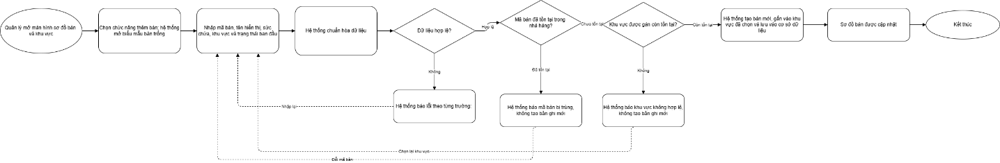 Quản lý mở màn hình sơ đồ bàn
và khu vực
Chọn chức năng thêm bàn; hệ thống
mở biểu mẫu bàn trống
Nhập mã bàn, tên hiển thị, sức
chứa, khu vực và trạng thái ban đầu
Hệ thống chuẩn hóa dữ liệu
Dữ liệu hợp lệ?
Hợp lệ
Mã bàn đã tồn tại trong
nhà hàng?
Chưa tồn tại
Khu vực được gán còn tồn tại?
Còn tồn tại
Hệ thống tạo bàn mới, gắn vào khu
vực đã chọn và lưu vào cơ sở dữ
liệu
Sơ đồ bàn được cập nhật
Kết thúc
Không
Đã tồn tại
Không
Hệ thống báo lỗi theo từng trường;
Nhập lại
Hệ thống báo mã bàn bị trùng,
không tạo bản ghi mới
Hệ thống báo khu vực không hợp lệ,
không tạo bản ghi mới
Chọn lại khu vực
Đổi mã bàn